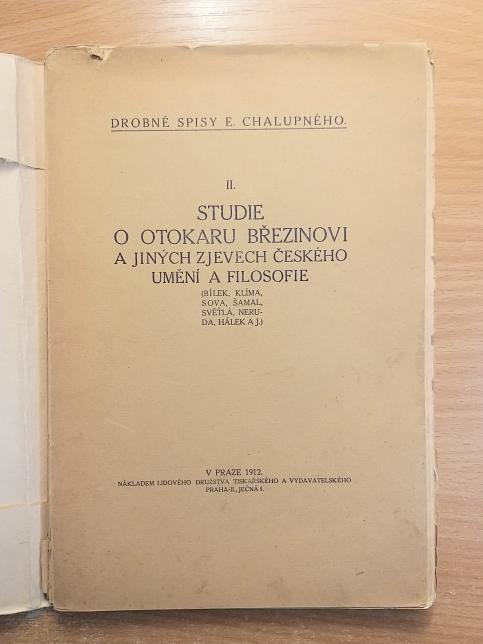 DROBNÉ SPISY E. CHALUPNÉHO.
II.
STUDIE
O OTOKARU BŘEZINOVI
A JINÝCH ZJEVECH ČESKÉHO
UMĚNÍ A FILOSOFIE
(BÍLEK, KLÍMA,
SOVA, ŠAMAL,
SVĚTLÁ, NERU-
DA, HÁLEK A J.)
V PRAZE 1912.
NÁKLADEM LIDOVÉHO DRUŽSTVA TISKAŘSKÉHO A VYDAVATELSKÉHO
PRAHA-II., JEČNÁ 5.